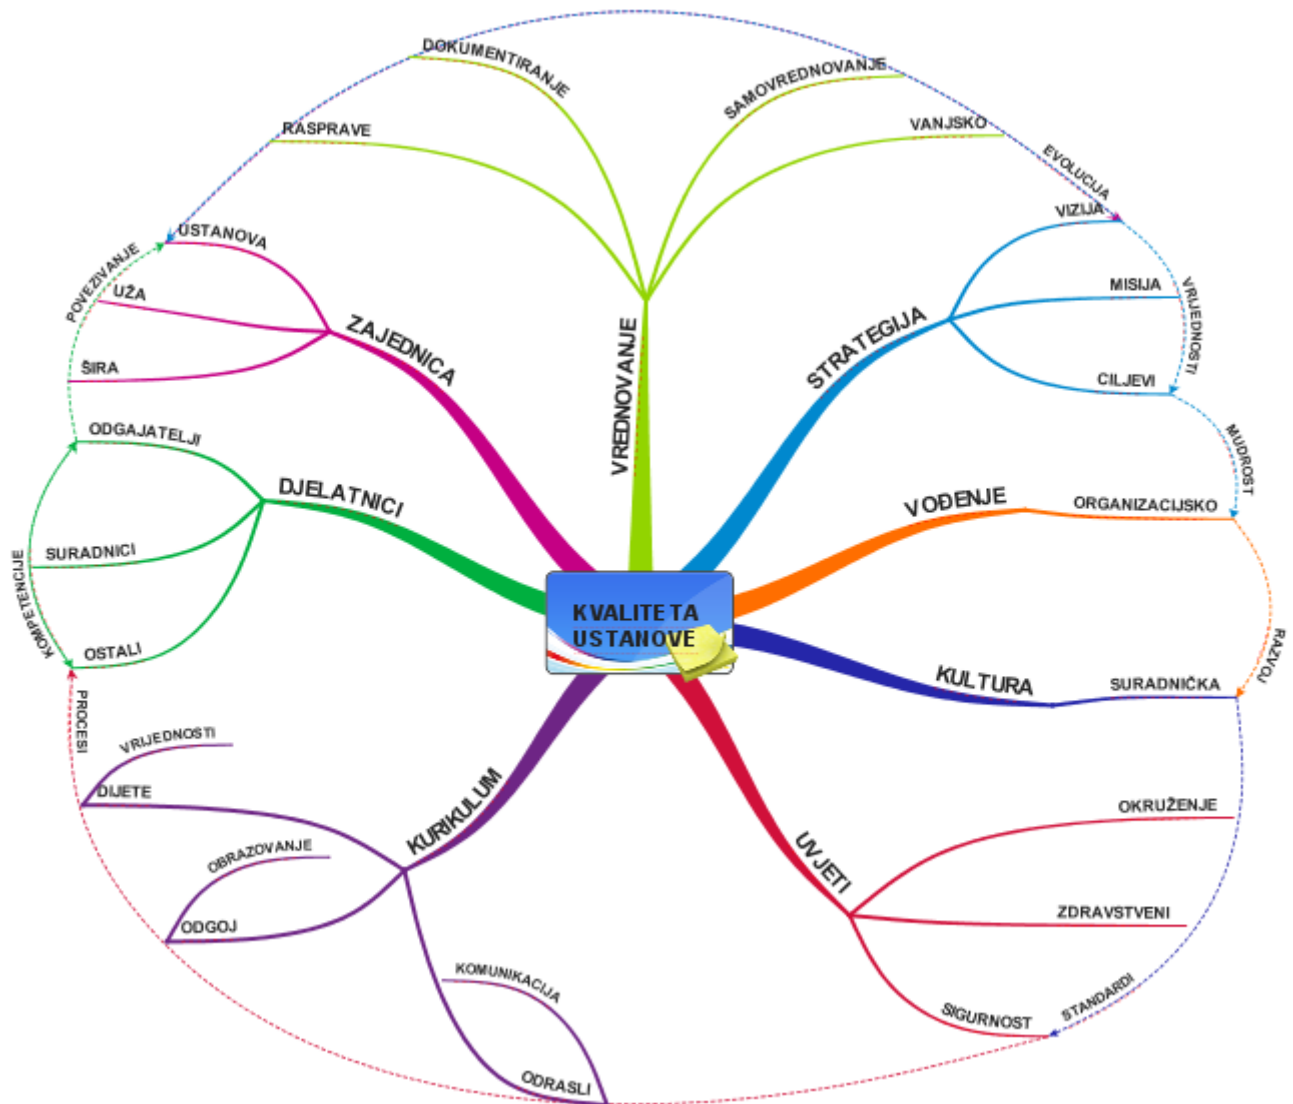 KVALITETA
USTANOVE
VREDNOVANJE
DOKUMENTIRANJE
RASPRAVE
SAMOVREDNOVANJE
VANJSKO
EVOLUCIJA
STRATEGIJA
VIZIJA
MISIJA
CILJEVI
VRIJEDNOSTI
MUDROST
VOĐENJE
ORGANIZACIJSKO
RAZVOJ
KULTURA
SURADNIČKA
UVJETI
OKRUŽENJE
ZDRAVSTVENI
SIGURNOST
STANDARDI
KURIKULUM
VRIJEDNOSTI
DIJETE
OBRAZOVANJE
ODGOJ
KOMUNIKACIJA
ODRASLI
PROCESI
DJELATNICI
ODGAJATELJI
SURADNICI
OSTALI
KOMPETENCIJE
ZAJEDNICA
USTANOVA
UŽA
ŠIRA
POVEZIVANJE